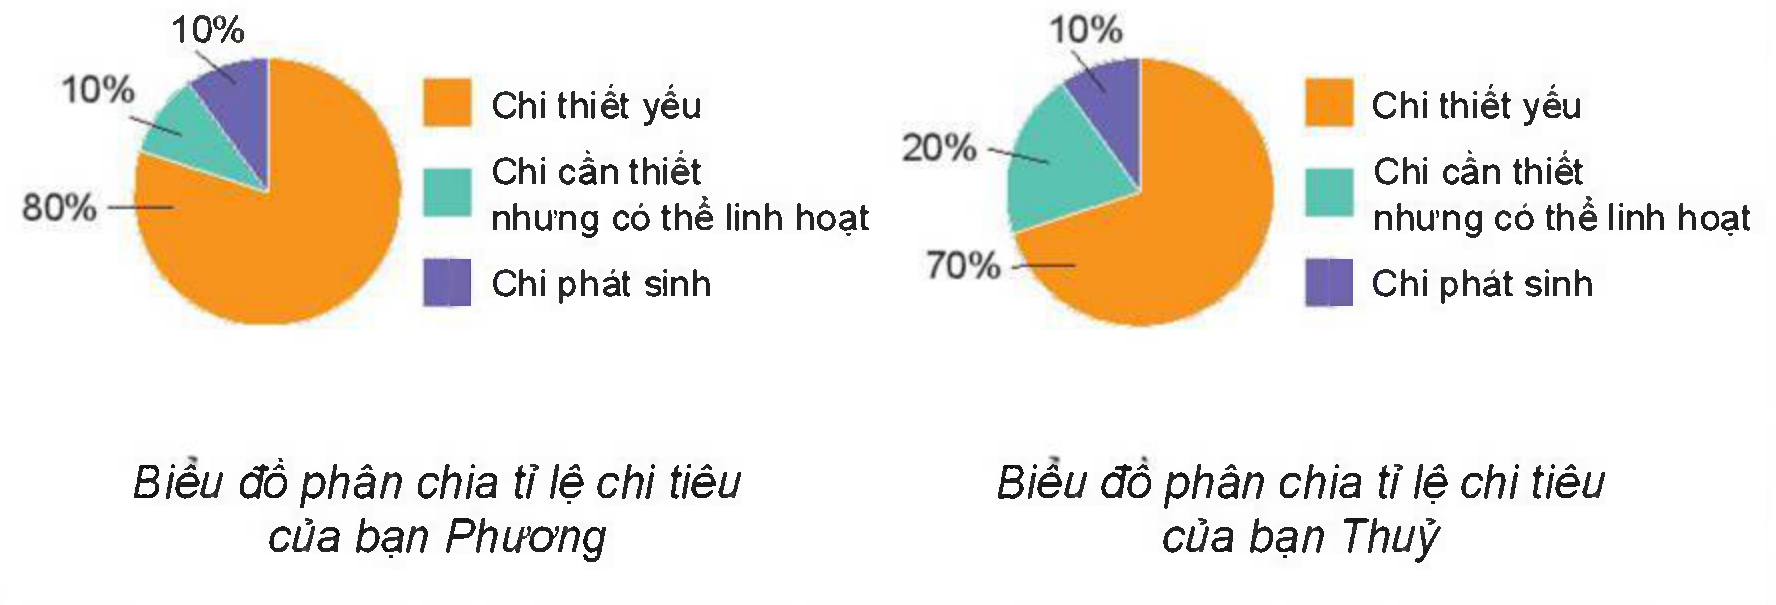 10%
10%
80%
Chi thiết yếu
Chi cần thiết
nhưng có thể linh hoạt
Chi phát sinh
Biểu đồ phân chia tỉ lệ chi tiêu
của bạn Phương
10%
20%
70%
Chi thiết yếu
Chi cần thiết
nhưng có thể linh hoạt
Chi phát sinh
Biểu đồ phân chia tỉ lệ chi tiêu
của bạn Thuỷ